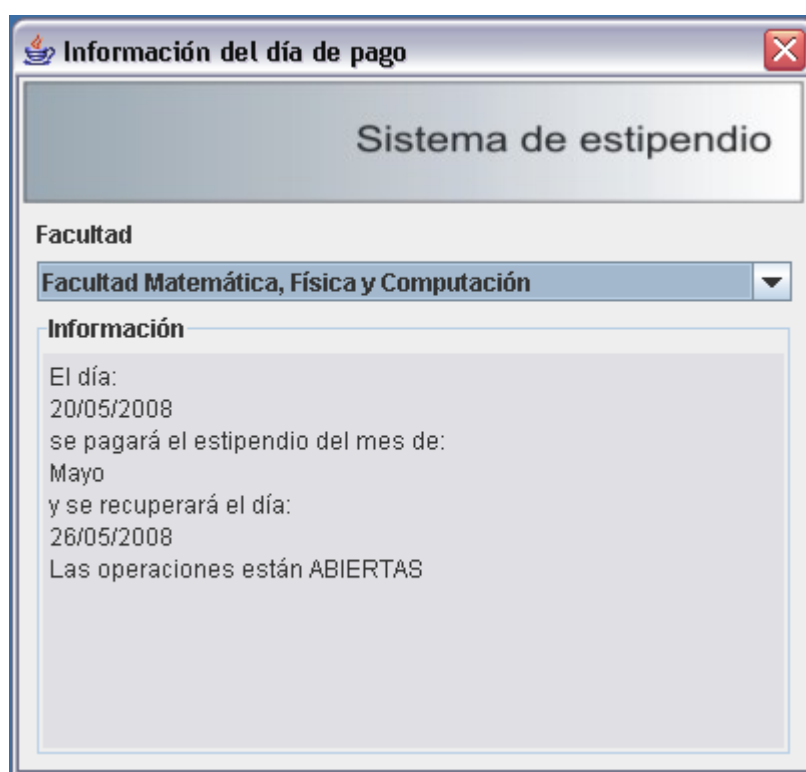 Información del día de pago
Sistema de estipendio
Facultad
Facultad Matemática, Física y Computación
Información
El día:
20/05/2008
se pagará el estipendio del mes de:
Mayo
y se recuperará el día:
26/05/2008
Las operaciones están ABIERTAS